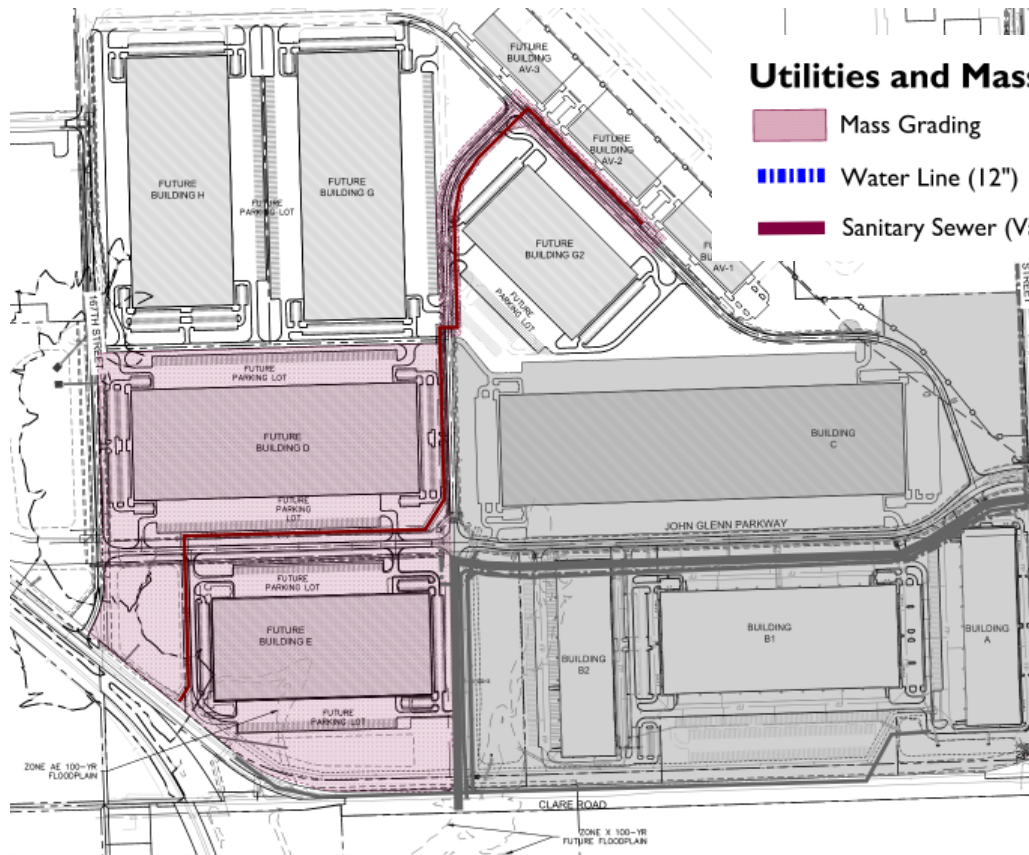 Utilities and Mass
Mass Grading
Water Line (12")
Sanitary Sewer (Va
FUTURE
BUILDING
AV-3
FUTURE
BUILDING
AV-2
BUILDING H
FUTURE
FUTURE
BUILDING G
FUTURE
PARKING LOT
FUTURE
BUILDING G2
FUTURE
PARKING LOT
AV-1
167TH STREET
STREET
FUTURE
PARKING LOT
FUTURE
BUILDING D
FUTURE
PARKING
LOT
BUILDING
C
JOHN GLENN PARKWAY
FUTURE
PARKING LOT
FUTURE
BUILDING E
FUTURE
PARKING LOT
BUILDING
B2
BUILDING
B1
BUILDING
A
ZONE AE 100-YR
FLOODPLAIN
CLARE ROAD
ZONE X 100-YR
FUTURE FLOODPLAIN